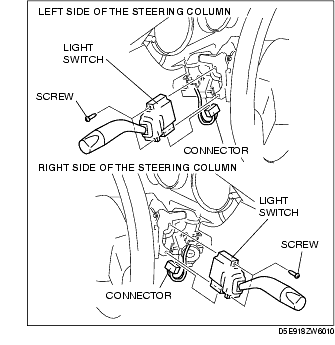 LEFT SIDE OF THE STEERING COLUMN
LIGHT
SWITCH
SCREW
CONNECTOR
RIGHT SIDE OF THE STEERING COLUMN
LIGHT
SWITCH
SCREW
CONNECTOR
D5E918ZW6010